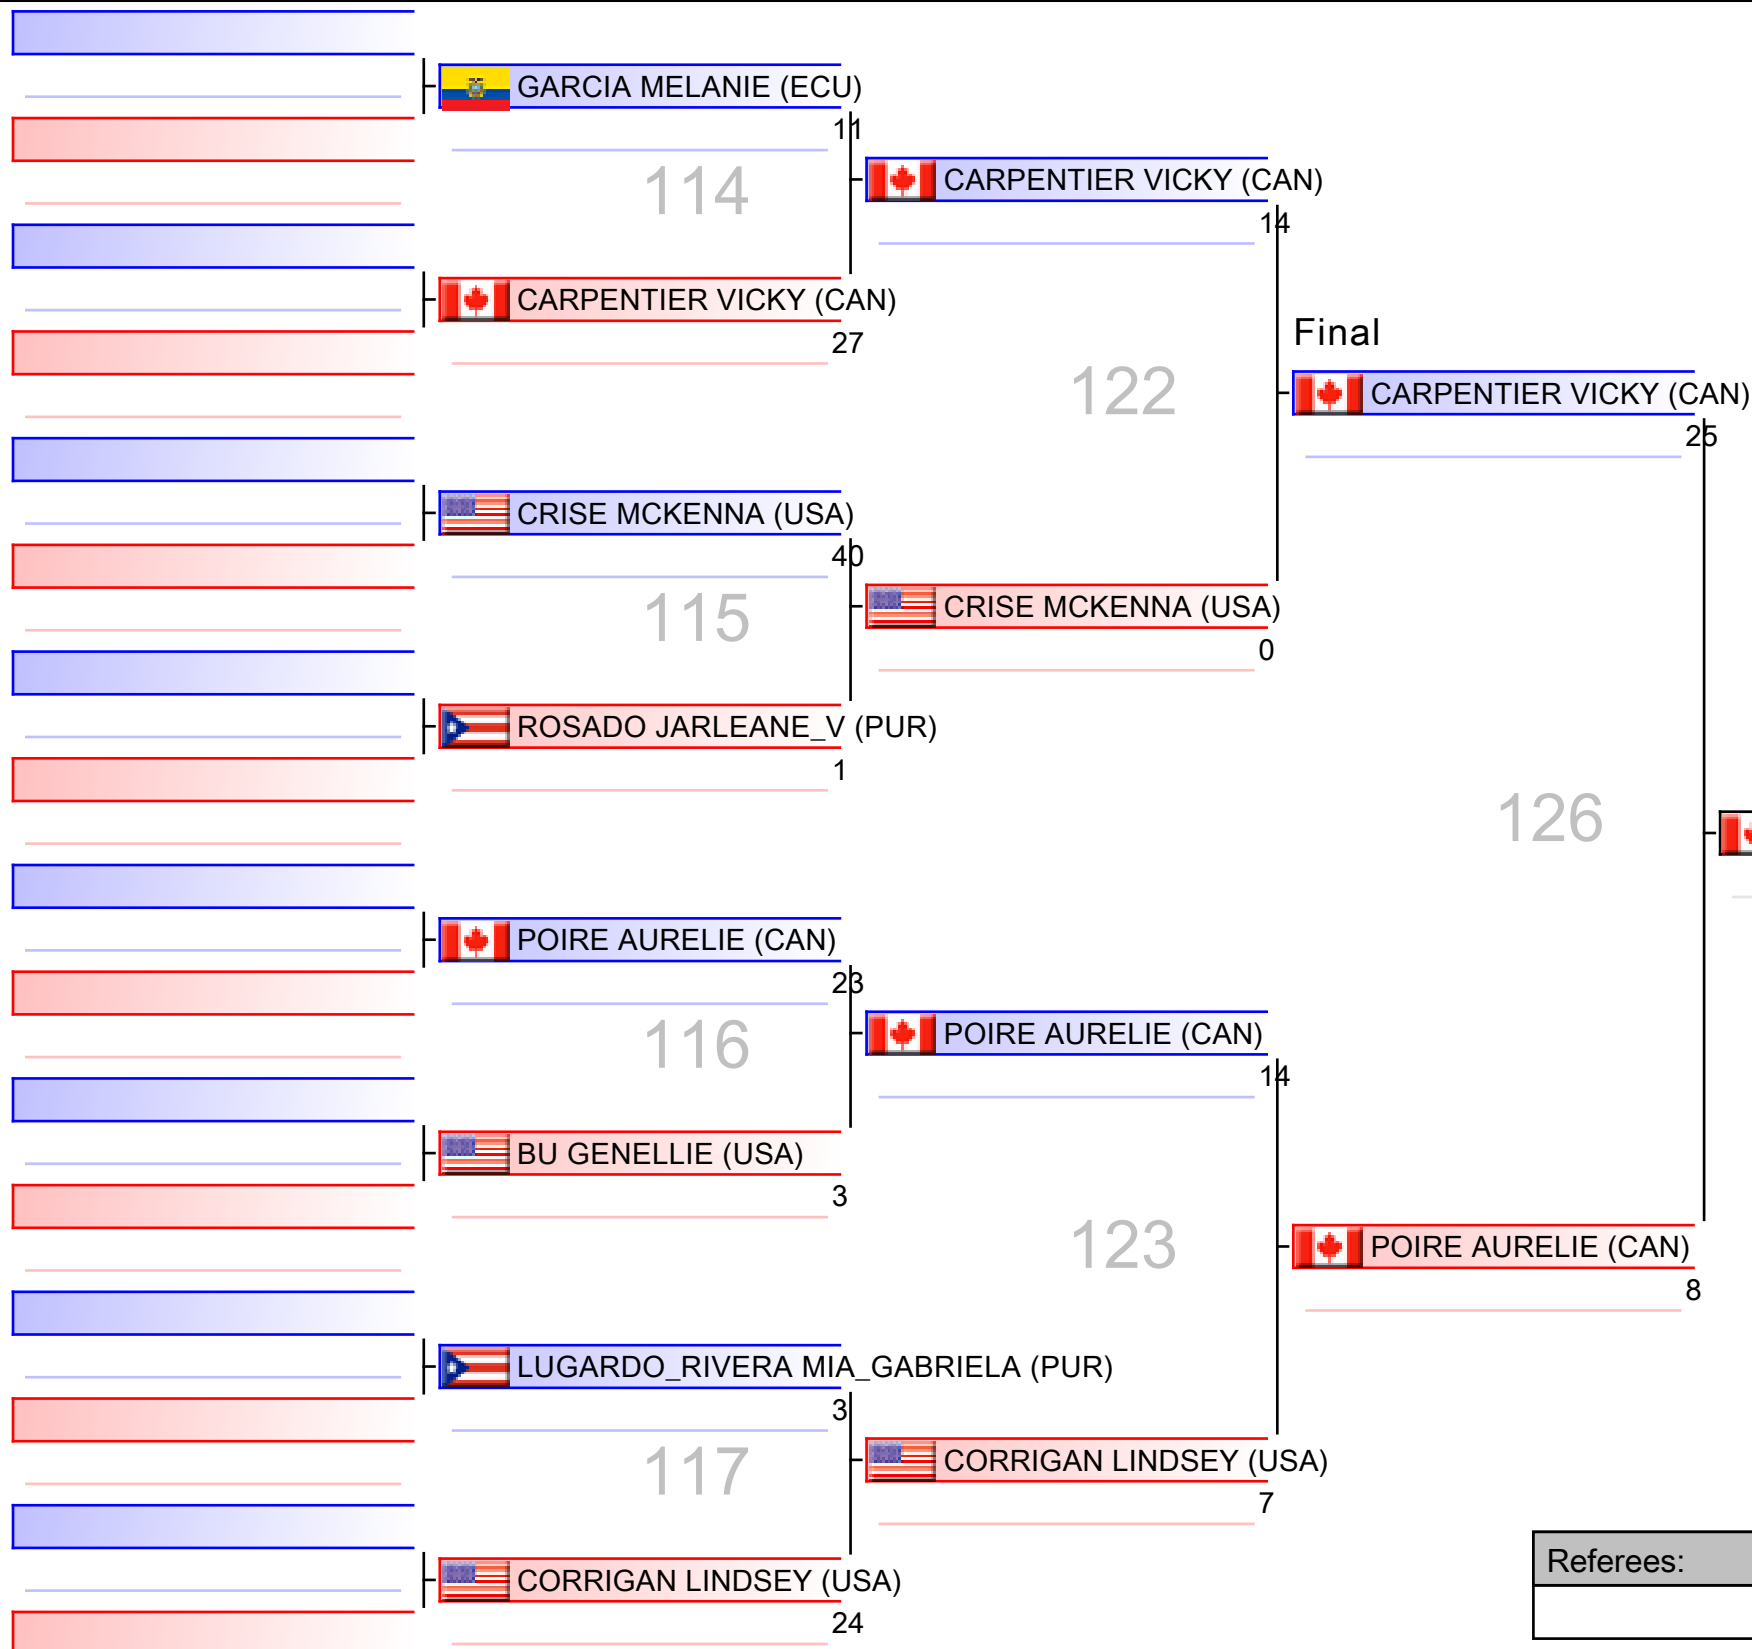 GARCIA MELANIE (ECU)
11
114
CARPENTIER VICKY (CAN)
27
CRISE MCKENNA (USA)
40
115
ROSADO JARLEANE_V (PUR)
1
POIRE AURELIE (CAN)
23
116
BU GENELLIE (USA)
3
LUGARDO_RIVERA MIA_GABRIELA (PUR)
3
117
CORRIGAN LINDSEY (USA)
24
CARPENTIER VICKY (CAN)
14
122
CRISE MCKENNA (USA)
0
POIRE AURELIE (CAN)
14
123
CORRIGAN LINDSEY (USA)
7
Final
CARPENTIER VICKY (CAN)
25
126
POIRE AURELIE (CAN)
8
Referees: